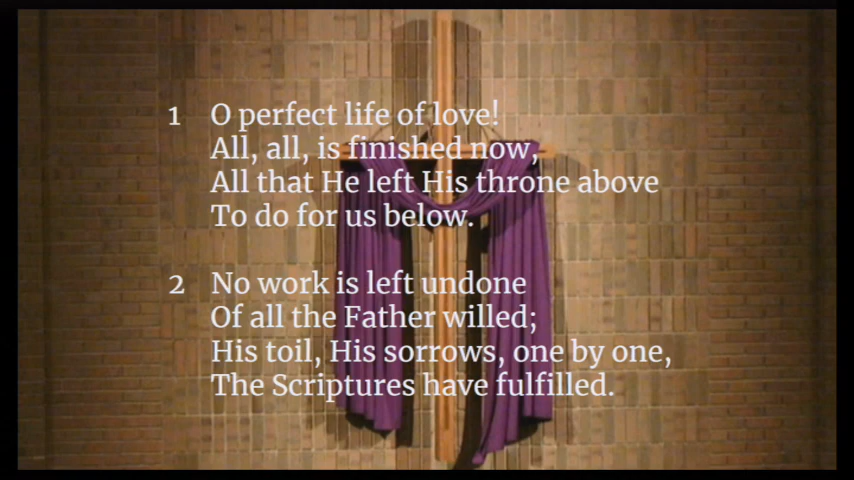 1 O perfect life of love!
All, all, is finished now,
All that He left His throne above
To do for us below.
2 No work is left undone
Of all the Father willed;
His toil, His sorrows, one by one,
The Scriptures have fulfilled.